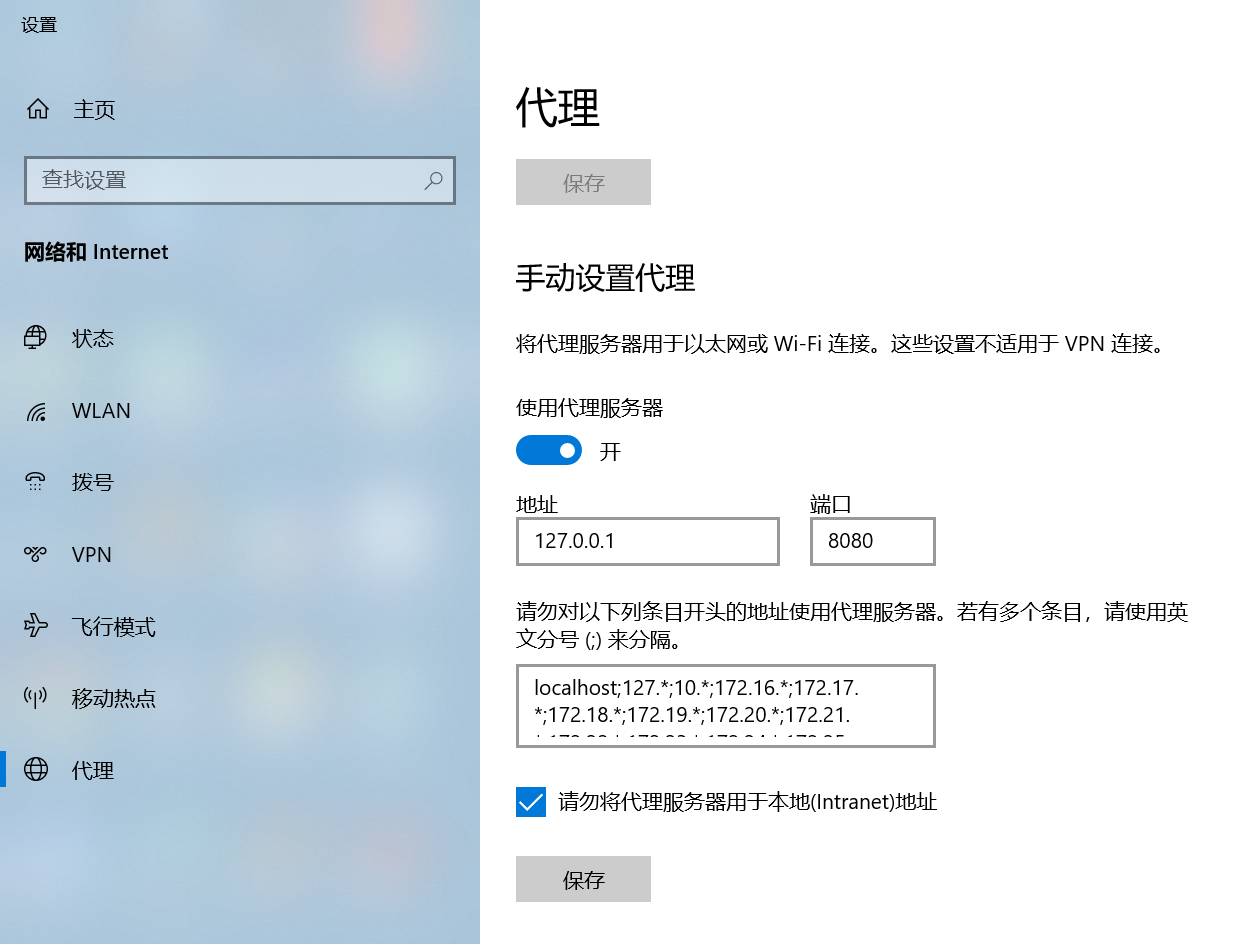 设置
主页
查找设置
网络和 Internet
状态
WLAN
拨号
VPN
飞行模式
移动热点
代理
代理
保存
手动设置代理
将代理服务器用于以太网或 Wi-Fi 连接。这些设置不适用于 VPN 连接。
使用代理服务器
开
地址 端口
127.0.0.1 8080
请勿对以下列条目开头的地址使用代理服务器。若有多个条目，请使用英
文分号 (;) 来分隔。
localhost;127.*;10.*;172.16.*;172.17.
*;172.18.*;172.19.*;172.20.*;172.21.
请勿将代理服务器用于本地(Intranet)地址
保存